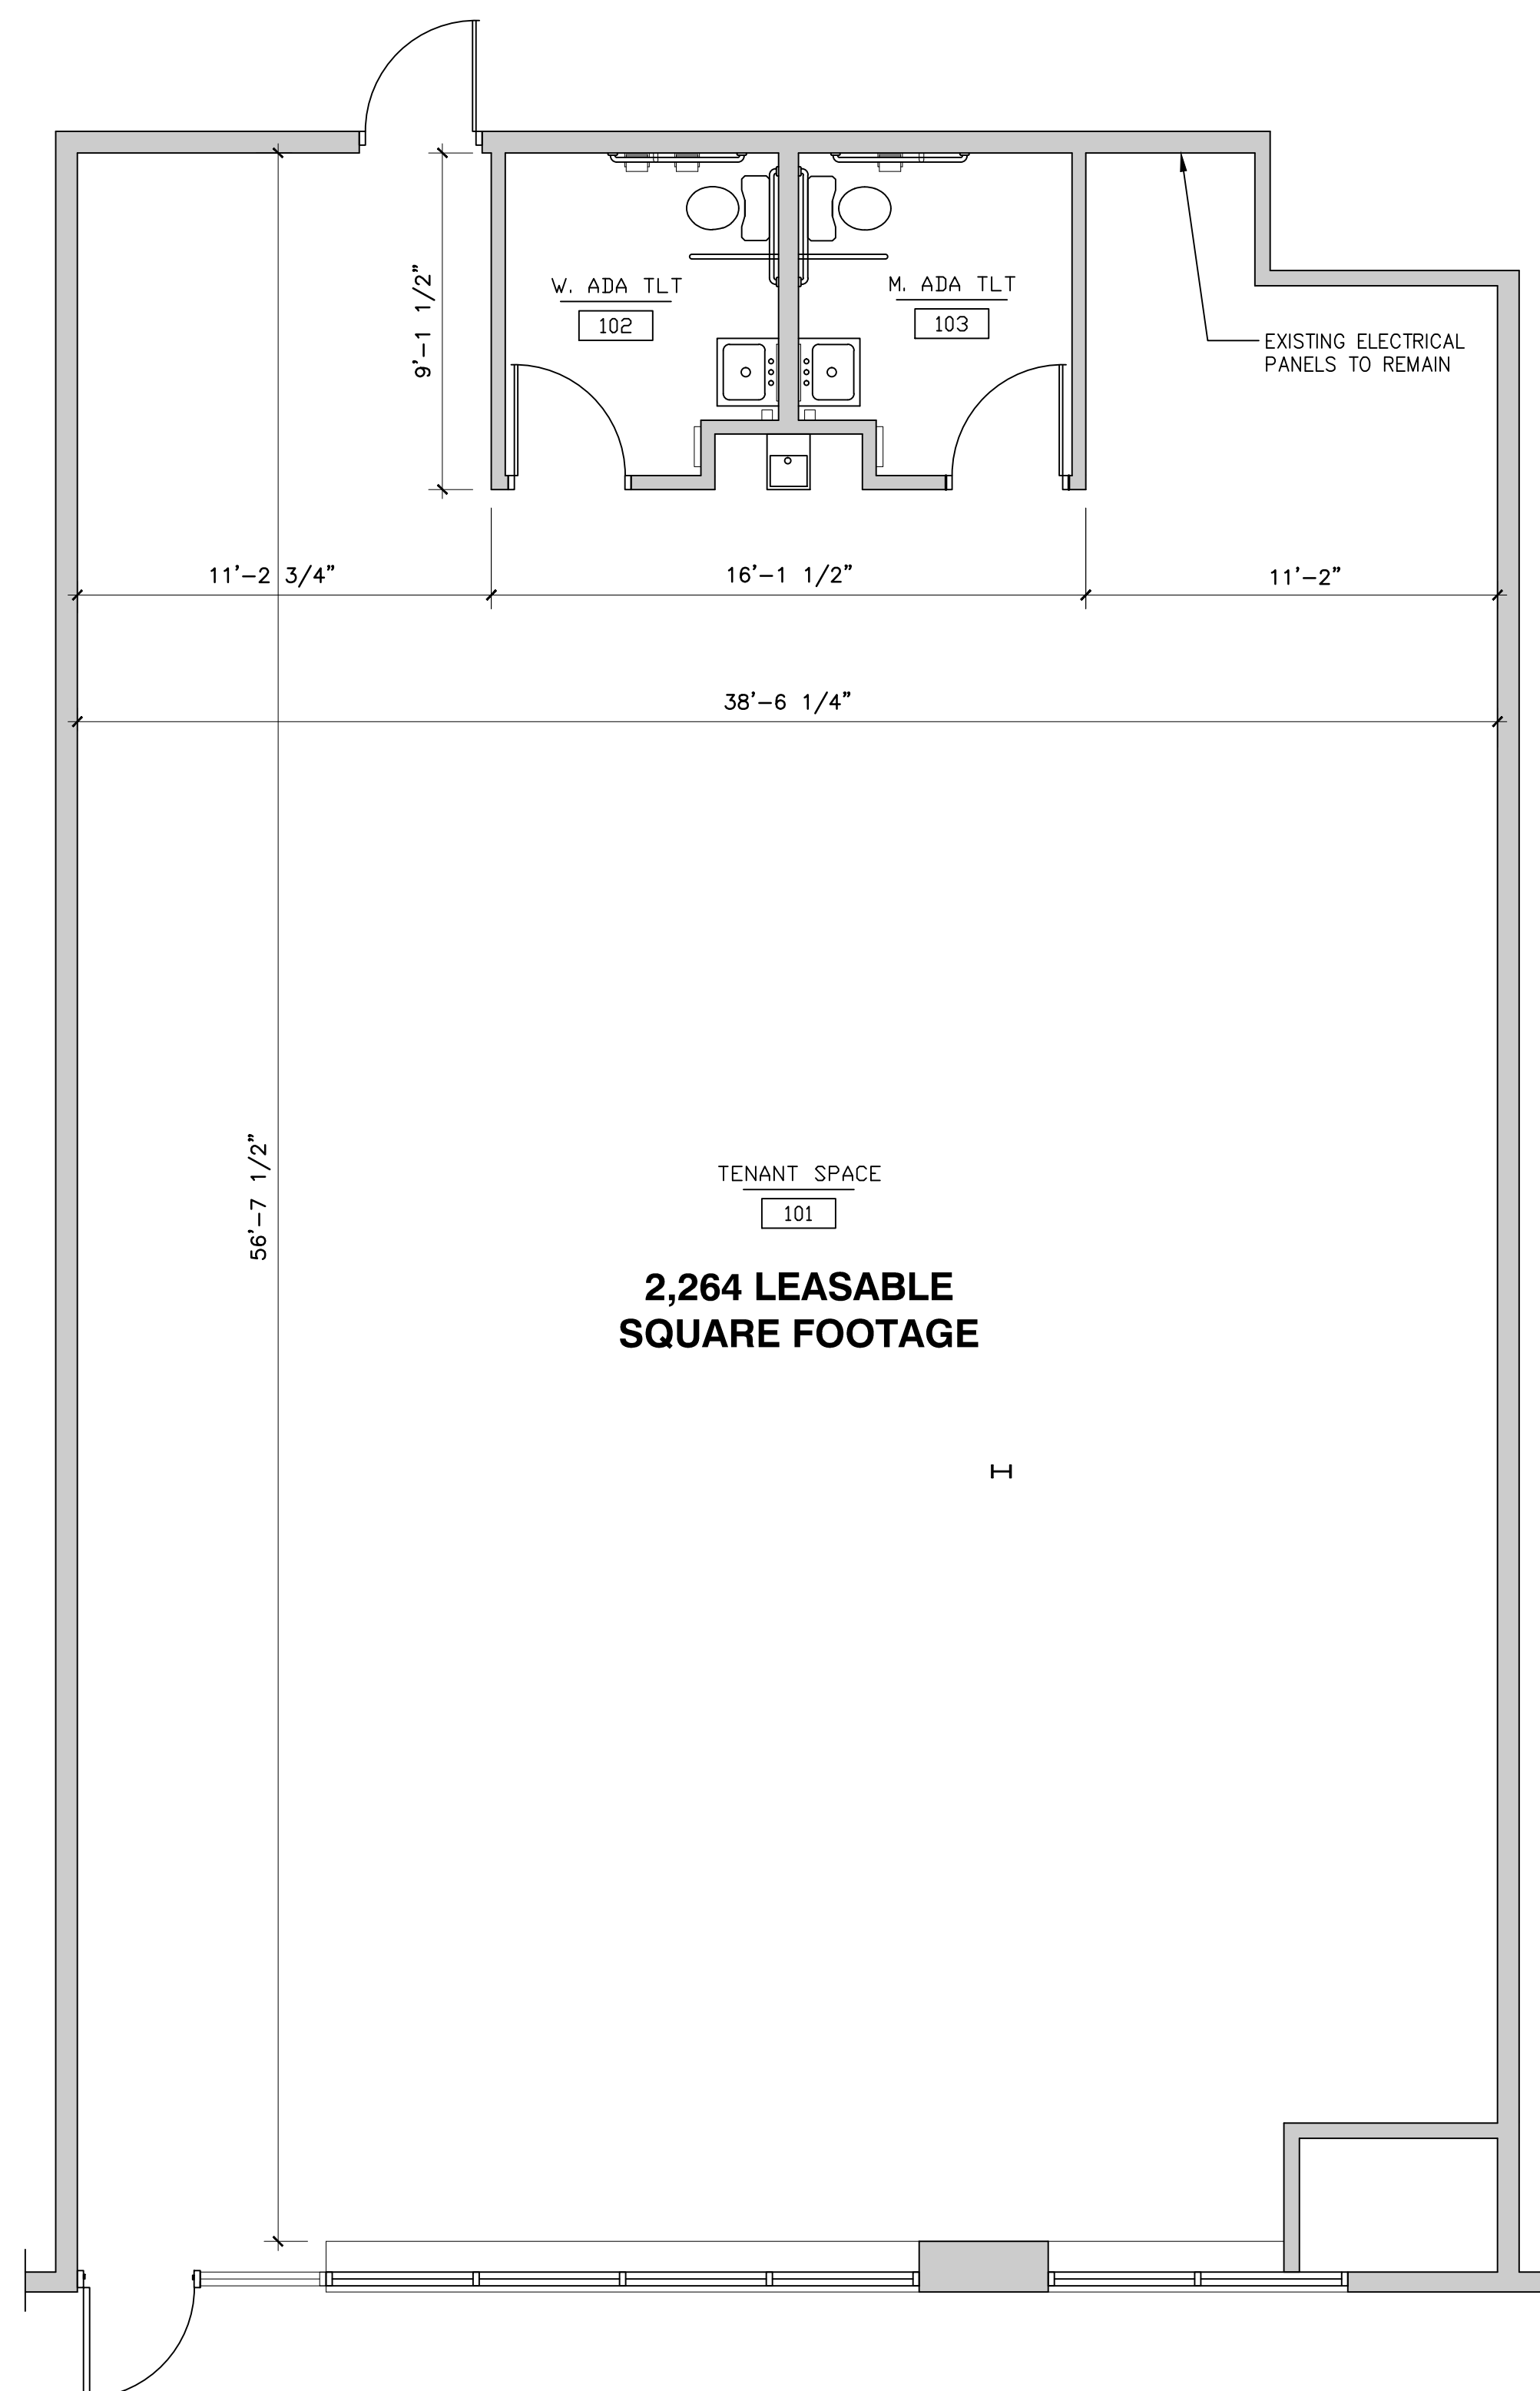 W. ADA TLT
102
M. ADA TLT
103
9'-1 1/2"
EXISTING ELECTRICAL
PANELS TO REMAIN
11'-2 3/4"
16'-1 1/2"
11'-2"
38'-6 1/4"
56'-7 1/2"
TENANT SPACE
101
2,264 LEASABLE
SQUARE FOOTAGE